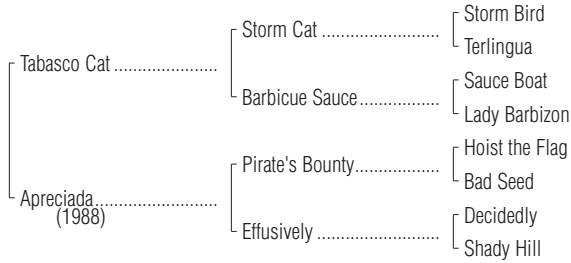 Storm Bird
Storm Cat ........................
Terlingua
Tabasco Cat .....................
Sauce Boat
Barbicue Sauce................
Lady Barbizon
Hoist the Flag
Pirate's Bounty.................
Bad Seed
Apreciada.........................
(1988)
Decidedly
Effusively .........................
Shady Hill